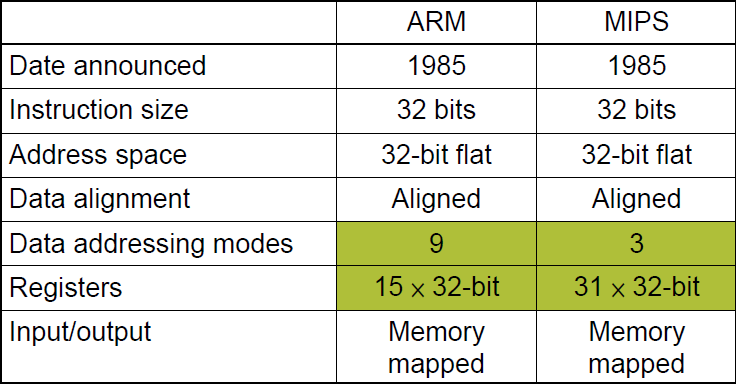 ARM MIPS
Date announced 1985 1985
Instruction size 32 bits 32 bits
Address space 32-bit flat 32-bit flat
Data alignment Aligned Aligned
Data addressing modes 9 3
Registers 15 × 32-bit 31 × 32-bit
Input/output Memory Memory
mapped mapped